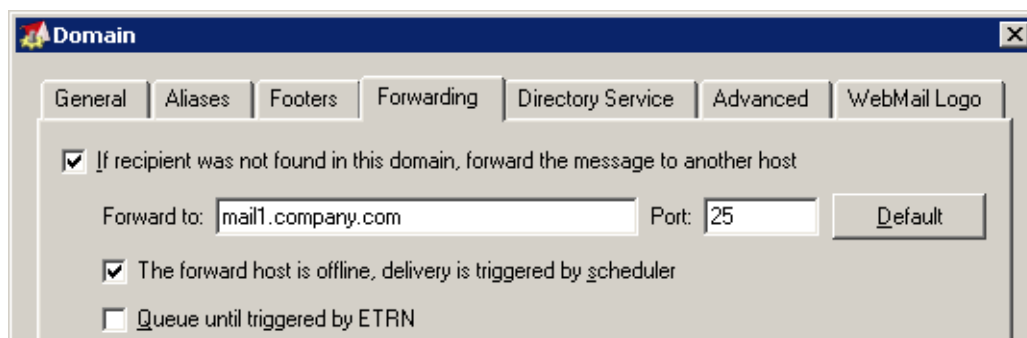 Domain
General Aliases Footers Forwarding Directory Service Advanced WebMail Logo
If recipient was not found in this domain, forward the message to another host
Forward to: mail1.company.com Port: 25 Default
The forward host is offline, delivery is triggered by scheduler
Queue until triggered by ETRN